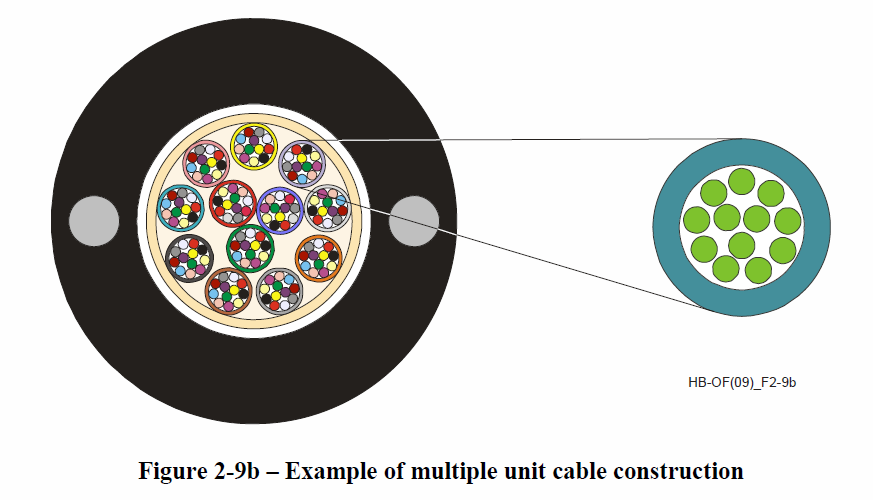 HB-OF(09)_F2-9b
Figure 2-9b – Example of multiple unit cable construction